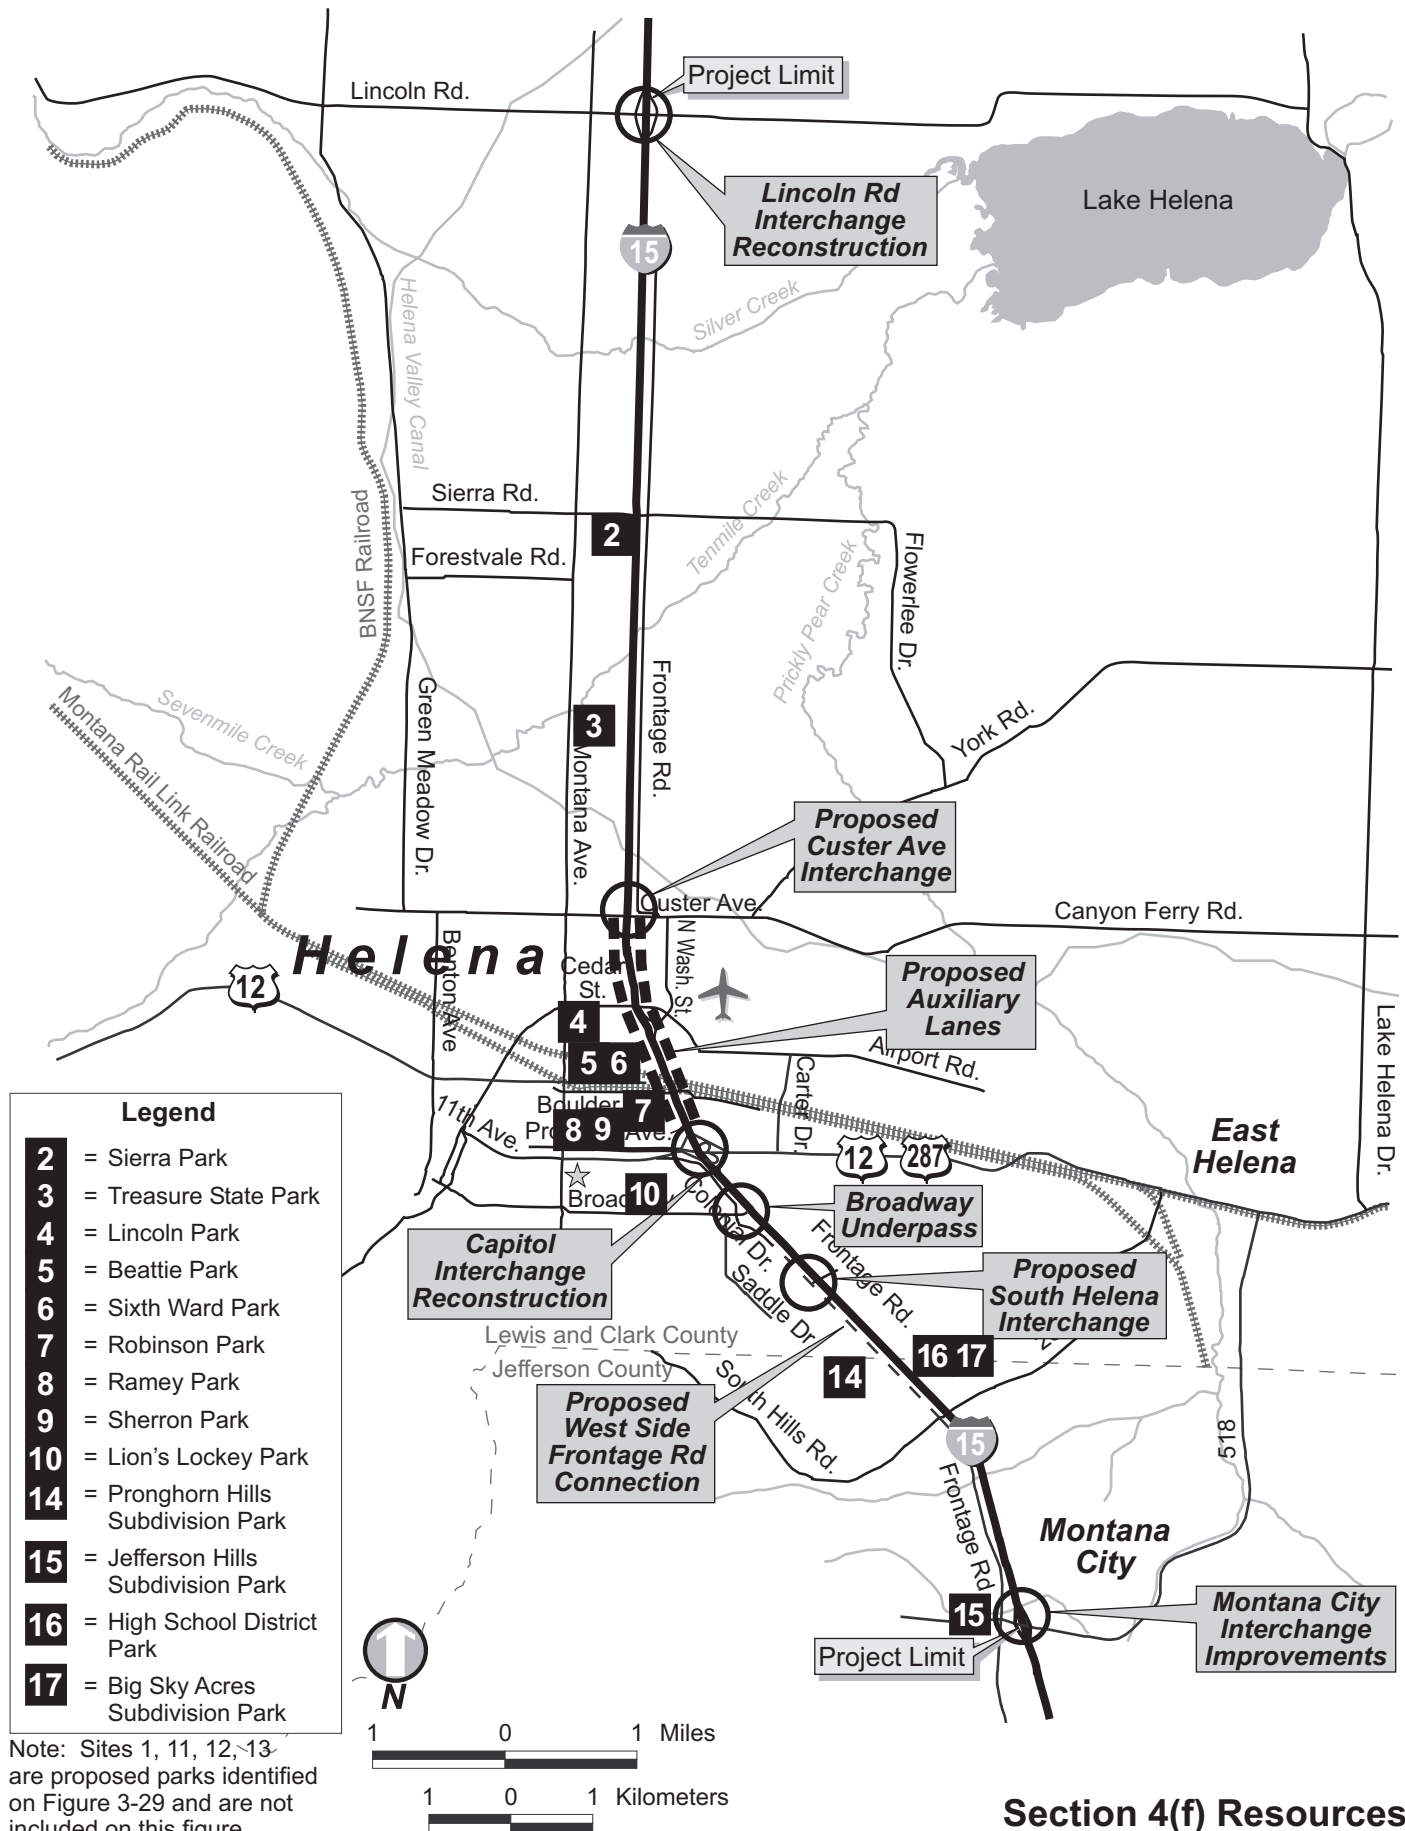 Project Limit
Lincoln Rd.
Lincoln Rd
Interchange
Reconstruction
Lake Helena
15
Silver Creek
Helena Valley Canal
Sierra Rd.
2
Forestvale Rd.
BNSF Railroad
Tenmile Creek
Prickly Pear Creek
Flowerlee Dr.
Sevenmile Creek
Montana Rail Link Railroad
Green Meadow Dr.
3
Montana Ave.
Frontage Rd.
York Rd.
Proposed
Custer Ave
Interchange
Custer Ave.
Canyon Ferry Rd.
Helena
Benton Ave
12
Cedar
St.
N Wash. St.
Proposed
Auxiliary
Lanes
4
5 6
Airport Rd.
Carter Dr.
Lake Helena Dr.
11th Ave.
Boulder
7
8 9
Ave.
East
Helena
12
287
10
Colonial Dr.
Broadway
Underpass
Capitol
Interchange
Reconstruction
Saddle Dr
Frontage Rd.
Proposed
South Helena
Interchange
Lewis and Clark County
Jefferson County
16 17
14
South Hills Rd.
Proposed
West Side
Frontage Rd
Connection
15
518
Frontage Rd
Montana
City
15
Project Limit
Montana City
Interchange
Improvements
Legend
2 = Sierra Park
3 = Treasure State Park
4 = Lincoln Park
5 = Beattie Park
6 = Sixth Ward Park
7 = Robinson Park
8 = Ramey Park
9 = Sherron Park
10 = Lion's Lockey Park
14 = Pronghorn Hills
Subdivision Park
15 = Jefferson Hills
Subdivision Park
16 = High School District
Park
17 = Big Sky Acres
Subdivision Park
Note: Sites 1, 11, 12, 13
are proposed parks identified
on Figure 3-29 and are not
included on this figure
N
1 0 1 Miles
1 0 1 Kilometers
Section 4(f) Resources